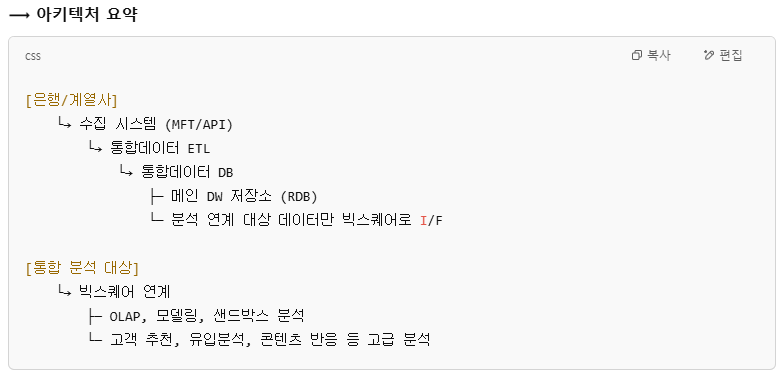 → 아키텍처 요약
css
복사
편집
[은행/계열사]
└→ 수집 시스템 (MFT/API)
└→ 통합데이터 ETL
└→ 통합데이터 DB
├─ 메인 DW 저장소 (RDB)
└─ 분석 연계 대상 데이터만 빅스퀘어로 I/F
[통합 분석 대상]
└→ 빅스퀘어 연계
├─ OLAP, 모델링, 샌드박스 분석
└─ 고객 추천, 유입분석, 콘텐츠 반응 등 고급 분석